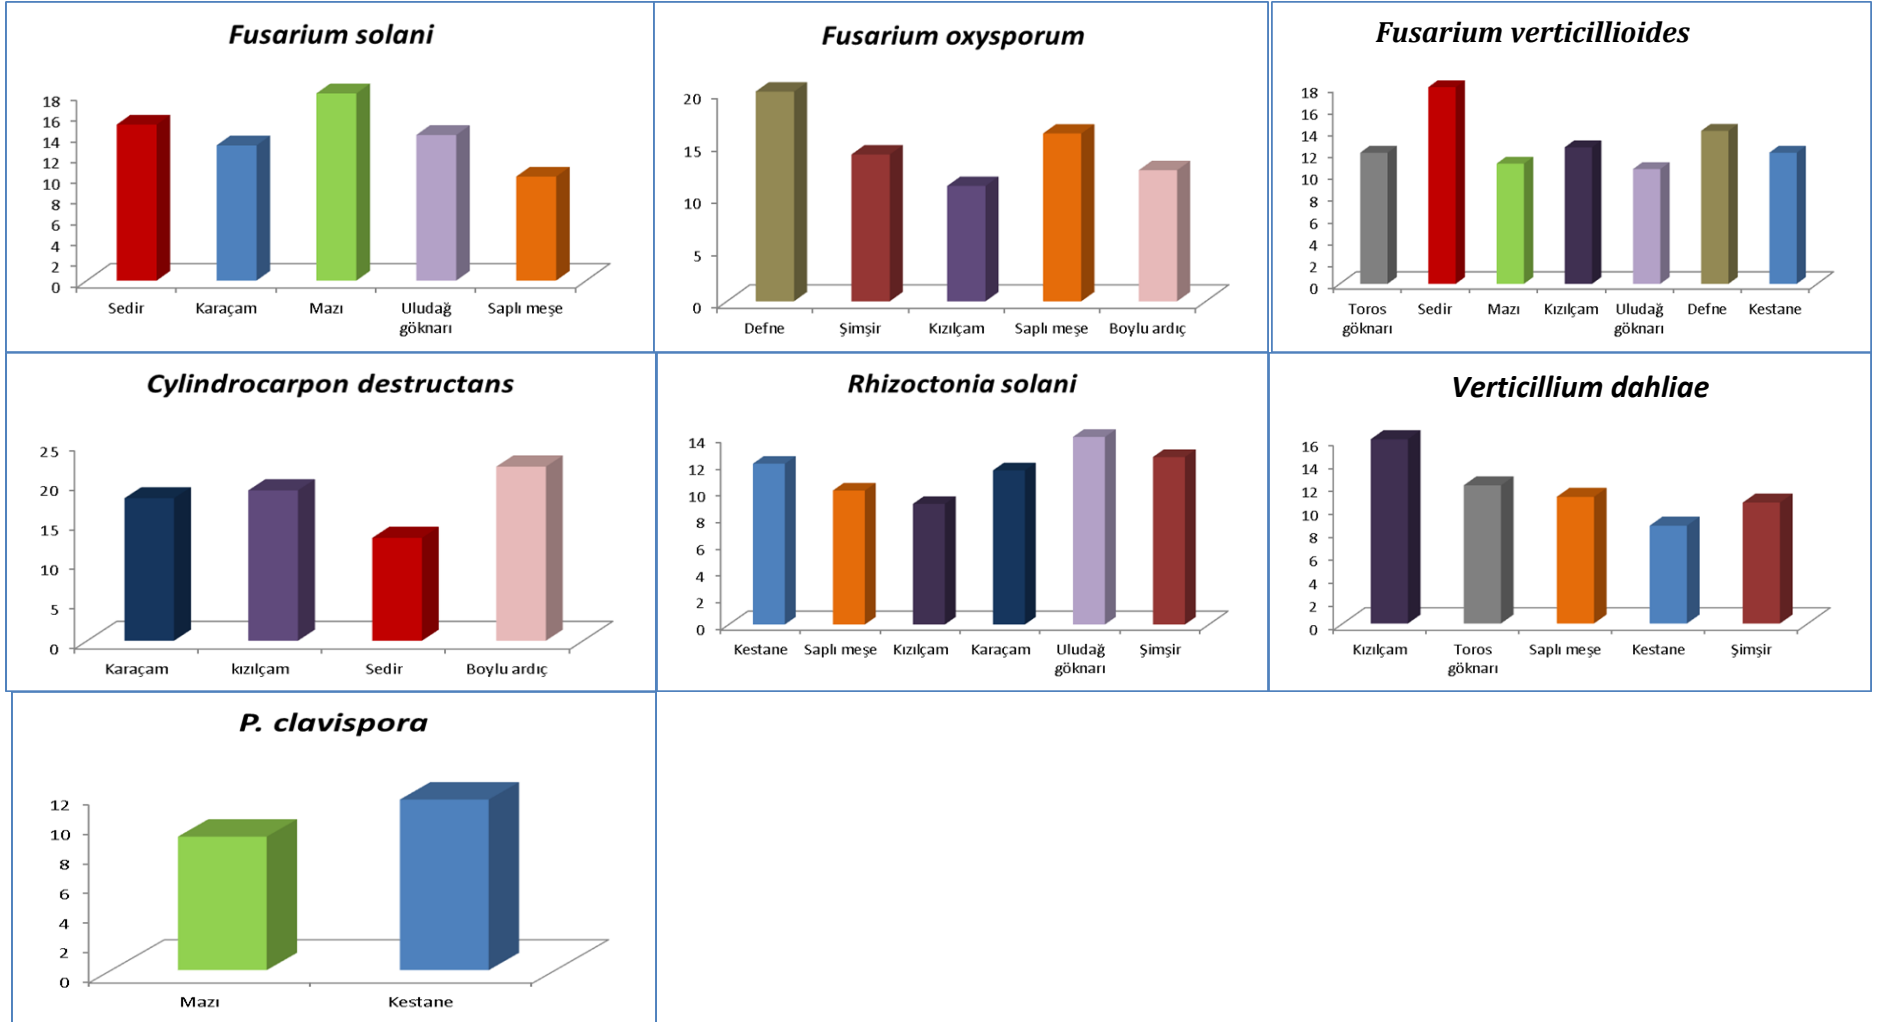 Fusarium solani
18
16
14
12
10
8
6
4
2
0
Sedir
Karaçam
Mazı
Uludağ
göknarı
Saplı meşe
Fusarium oxysporum
20
15
10
5
0
Defne
Şimşir
Kızılçam
Saplı meşe
Boylu ardıç
Fusarium verticillioides
18
16
14
12
10
8
6
4
2
0
Toros
göknarı
Sedir
Mazı
Kızılçam
Uludağ
göknarı
Defne
Kestane
Cylindrocarpon destructans
25
20
15
10
5
0
Karaçam
kızılçam
Sedir
Boylu ardıç
Rhizoctonia solani
14
12
10
8
6
4
2
0
Kestane
Saplı meşe
Kızılçam
Karaçam
Uludağ
göknarı
Şimşir
Verticillium dahliae
16
14
12
10
8
6
4
2
0
Kızılçam
Toros
göknarı
Saplı meşe
Kestane
Şimşir
P. clavispora
12
10
8
6
4
2
0
Mazı
Kestane